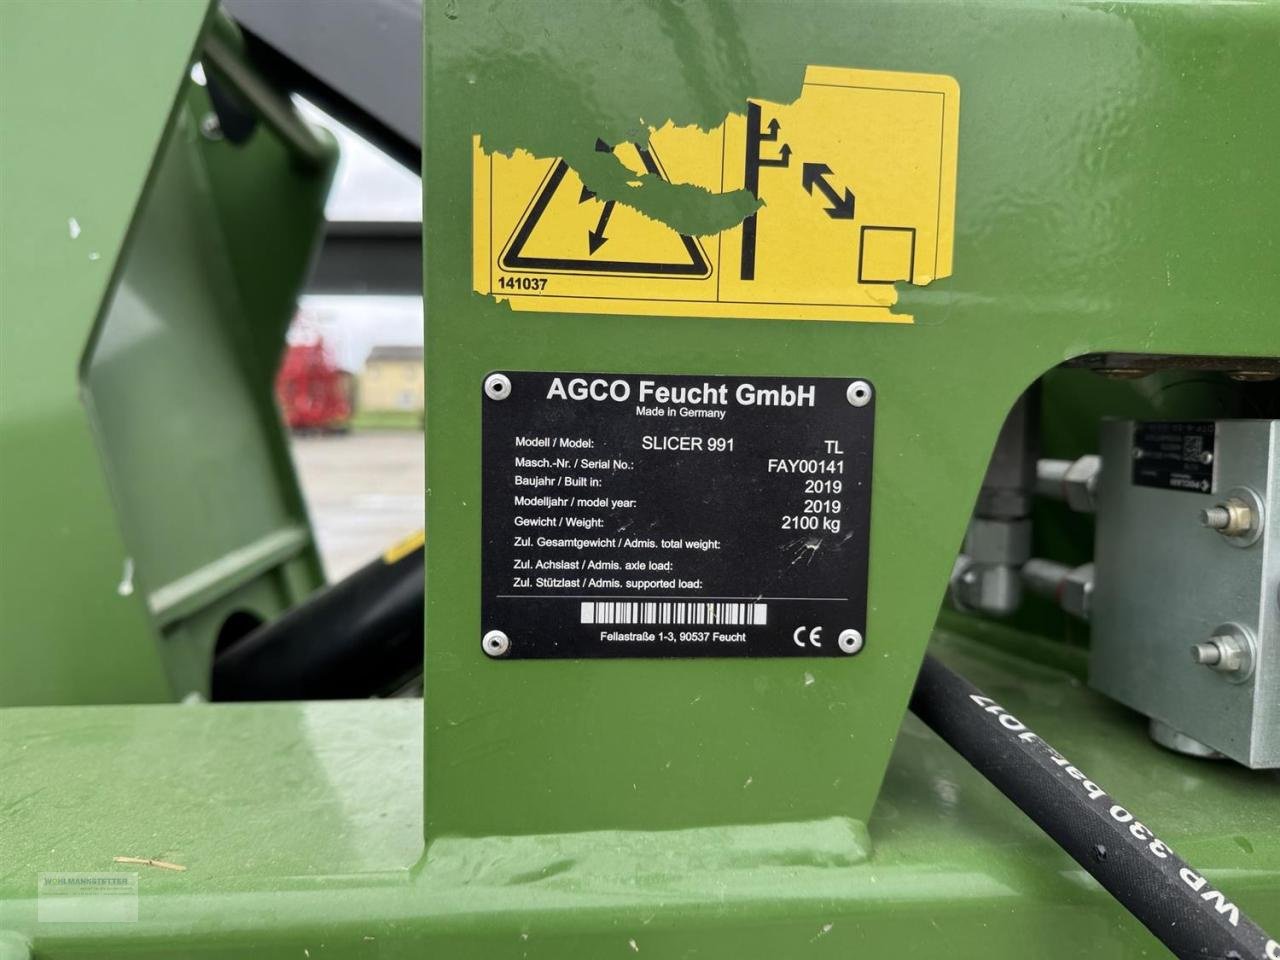 141037
AGCO Feucht GmbH
Made in Germany
Modell / Model: SLICER 991 TL
Masch.-Nr. / Serial No.: FAY00141
Baujahr / Built in: 2019
Modelljahr / model year: 2019
Gewicht / Weight: 2100 kg
Zul. Gesamtgewicht / Admis. total weight:
Zul. Achslast / Admis. axle load:
Zul. Stützlast / Admis. supported load:
Fellastraße 1-3, 90537 Feucht
CE
POCLAIN
WP 330 bar-1017
WOHLMANNSTETTER